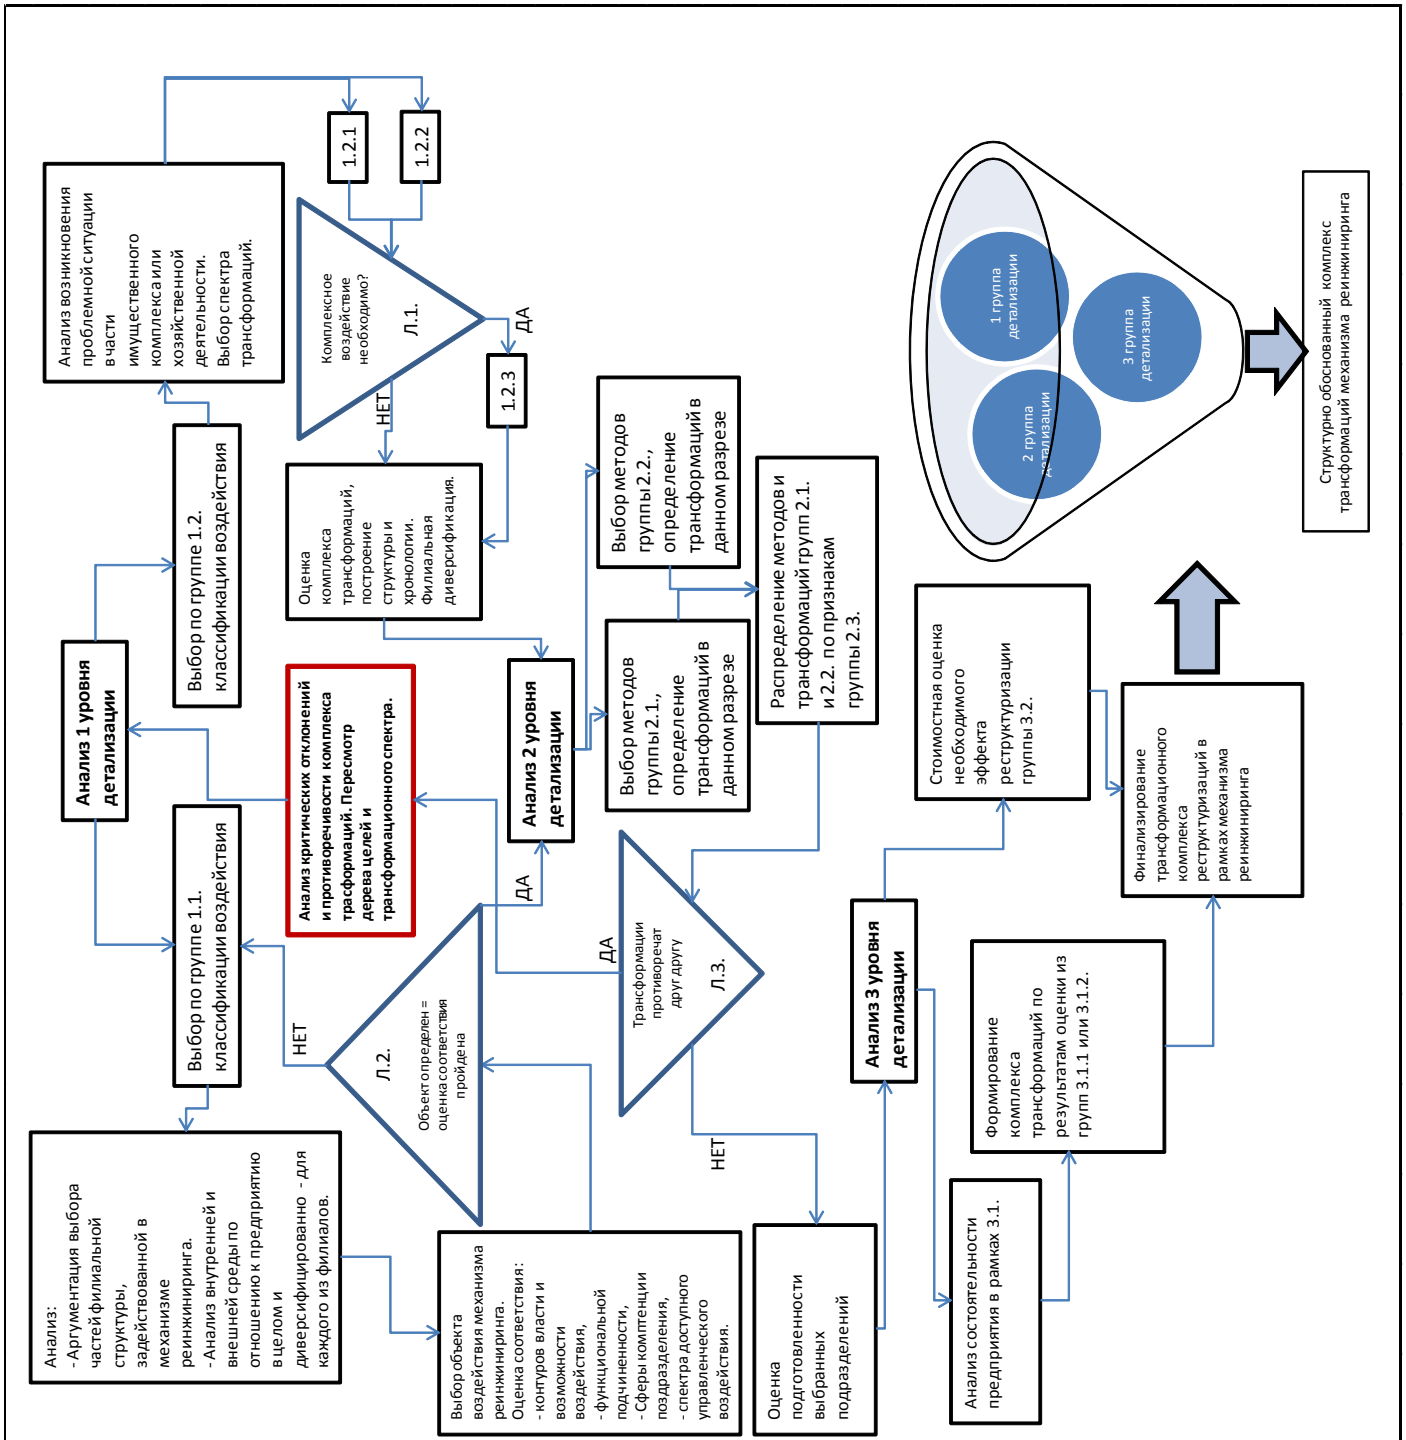 Анализ 1 уровня
детализации
Выбор по группе 1.1.
классификации воздействия
Выбор по группе 1.2.
классификации воздействия
Анализ:
- Аргументация выбора
частей филиальной
структуры,
задействованной в
механизме
реинжиниринга.
- Анализ внутренней и
внешней среды по
отношению к предприятию
в целом и
диверсифицированно - для
каждого из филиалов.
Анализ возникновения
проблемной ситуации
в части
имущественного
комплекса или
хозяйственной
деятельности.
Выбор спектра
трансформаций.
1.2.1
1.2.2
Комплексное
воздействие
необходимо?
Л.1.
НЕТ
ДА
1.2.3
Оценка
комплекса
трансформаций,
построение
структуры и
хронологии.
Филиальная
диверсификация.
Анализ критических отклонений
и противоречивости комплекса
трасформаций. Пересмотр
дерева целей и
трансформационного спектра.
Л.2.
Объект определен =
оценка соответствия
пройдена
НЕТ
ДА
Выбор объекта
воздействия механизма
реинжиниринга.
Оценка соответствия:
- контуров власти и
возможности
воздействия,
- функциональной
подчиненности,
- Сферы комптенции
поздразделения,
- спектра доступного
управленческого
воздействия.
Анализ 2 уровня
детализации
Выбор методов
группы 2.1.,
определение
трансформаций в
данном разрезе
Выбор методов
группы 2.2.,
определение
трансформаций в
данном разрезе
Распределение методов и
трансформаций групп 2.1.
и 2.2. по признакам
группы 2.3.
Трансформации
противоречат
друг другу
Л.3.
ДА
НЕТ
Оценка
подготовленности
выбранных
подразделений
Анализ 3 уровня
детализации
Анализ состоятельности
предприятия в рамках 3.1.
Формирование
комплекса
трансформаций по
результатам оценки из
групп 3.1.1 или 3.1.2.
Стоимостная оценка
необходимого
эффекта
реструктуризации
группы 3.2.
Финализирование
трансформационного
комплекса
реструктуризаций в
рамках механизма
реинжиниринга
1 группа
детализации
2 группа
детализации
3 группа
детализации
Структурно обоснованный комплекс
трансформаций механизма реинжиниринга